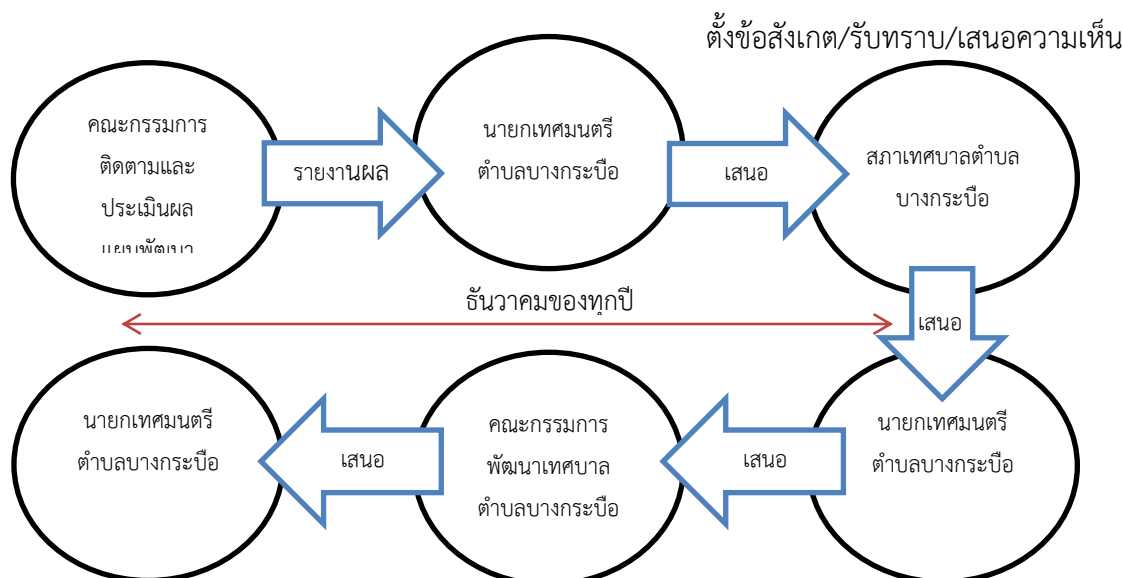 ตั้งข้อสังเกต/รับทราบ/เสนอความเห็น
คณะกรรมการ
ติดตามและ
ประเมินผล
แผนพัฒนา
รายงานผล
นายกเทศมนตรี
ตำบลบางกระบือ
เสนอ
สภาเทศบาลตำบล
บางกระบือ
ธันวาคมของทุกปี
เสนอ
นายกเทศมนตรี
ตำบลบางกระบือ
เสนอ
คณะกรรมการ
พัฒนาเทศบาล
ตำบลบางกระบือ
เสนอ
นายกเทศมนตรี
ตำบลบางกระบือ